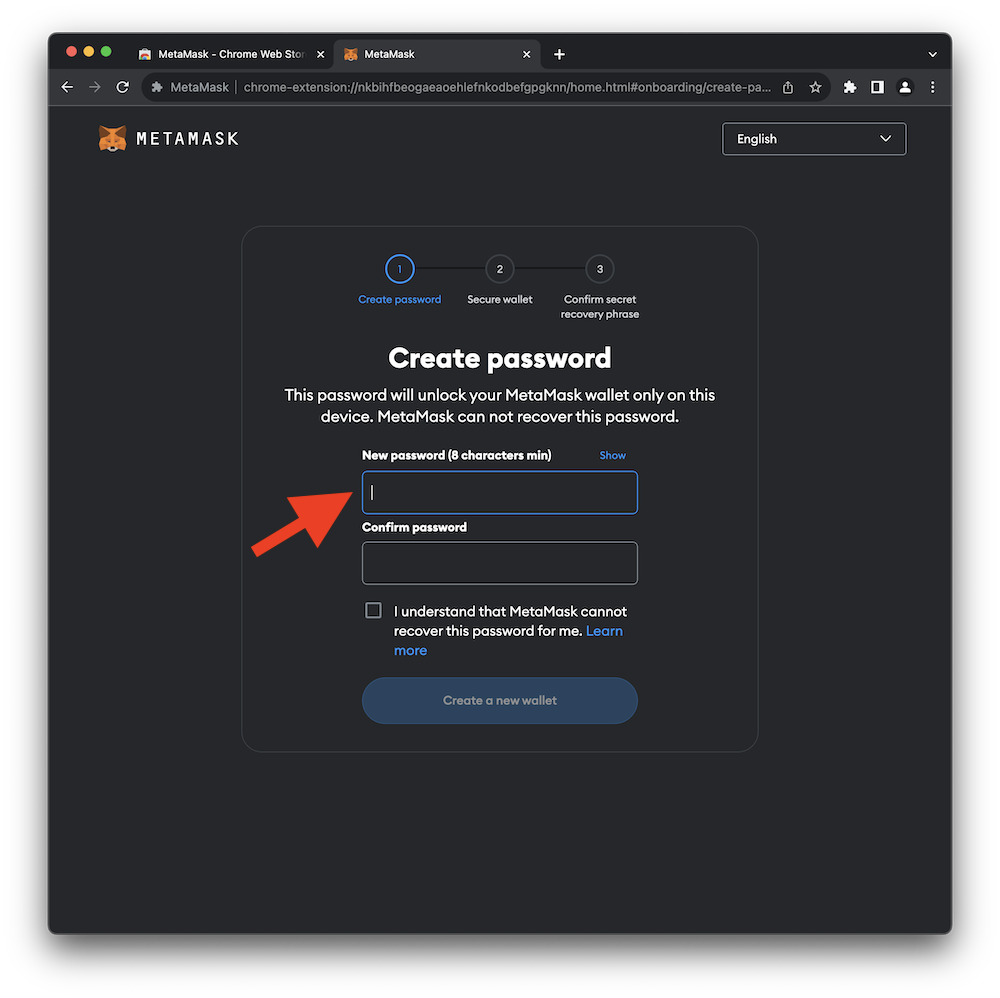 MetaMask - Chrome Web Stor
MetaMask
MetaMask chrome-extension://nkbihfbeogaeaoehlefnkodbefgpgknn/home.html#onboarding/create-pa...
METAMASK
English
1 2 3
Create password Secure wallet Confirm secret
recovery phrase
Create password
This password will unlock your MetaMask wallet only on this
device. MetaMask can not recover this password.
New password (8 characters min) Show
Confirm password
I understand that MetaMask cannot
recover this password for me. Learn
more
Create a new wallet